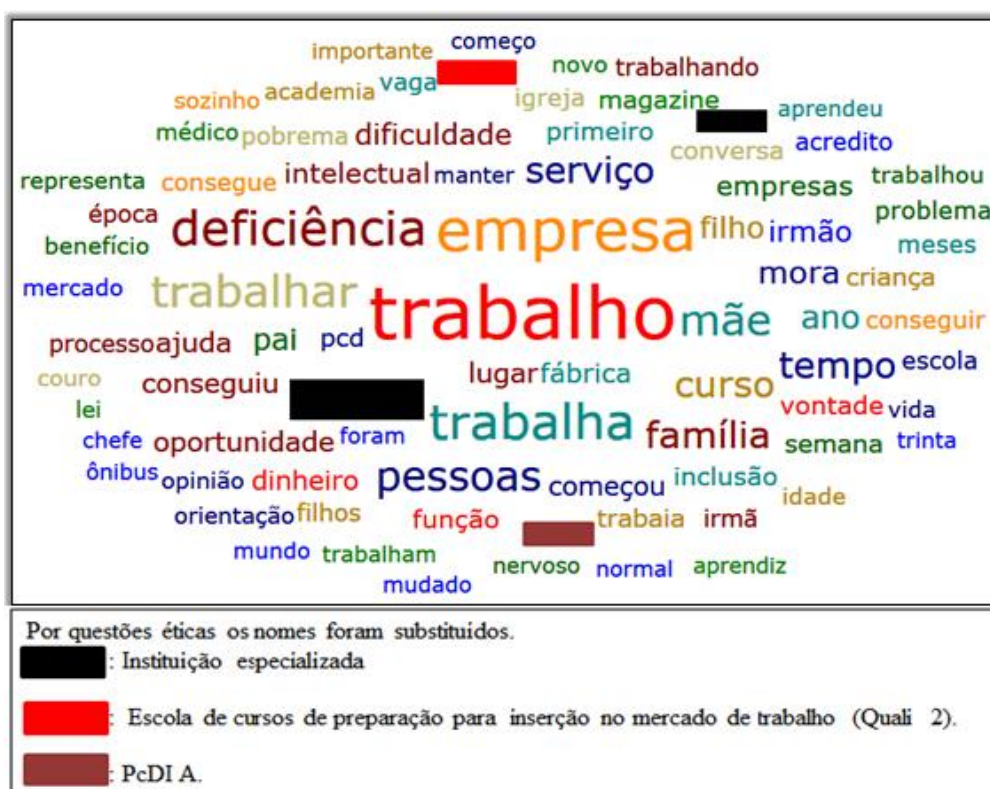 importante começo
vaga novo trabalhando
sozinho academia igreja magazine aprendeu
médico pobrema dificuldade primeiro conversa acredito
representa consegue intelectual manter serviço empresas trabalhou
época deficiência empresa filho irmão problema
benefício meses
mercado trabalhar trabalho mãe mora criança
processo ajuda pai pcd ano conseguir
couro conseguiu lugar fábrica curso tempo escola
lei trabalha vontade vida
chefe oportunidade foram família semana trinta
ônibus opinião dinheiro pessoas começou inclusão idade
orientação filhos função trabaia irmã
mundo trabalham nervoso normal aprendiz
mudado
Por questões éticas os nomes foram substituídos.
: Instituição especializada
: Escola de cursos de preparação para inserção no mercado de trabalho (Quali 2).
: PcDI A.